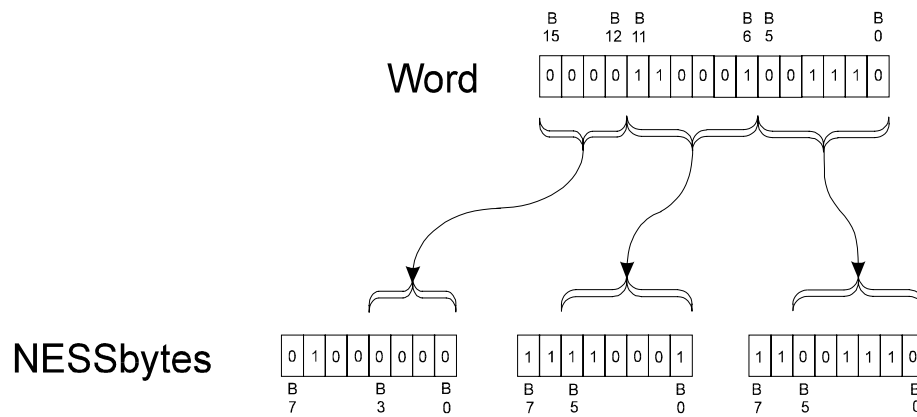 B B B B B B
15 12 11 6 5 0
Word 0 0 0 0 1 1 0 0 0 1 0 0 1 1 1 0
NESSbytes 0 1 0 0 0 0 0 0 1 1 1 1 0 0 0 1 1 1 0 0 1 1 1 0
B B B B B B B B B
7 3 0 7 5 0 7 5 0